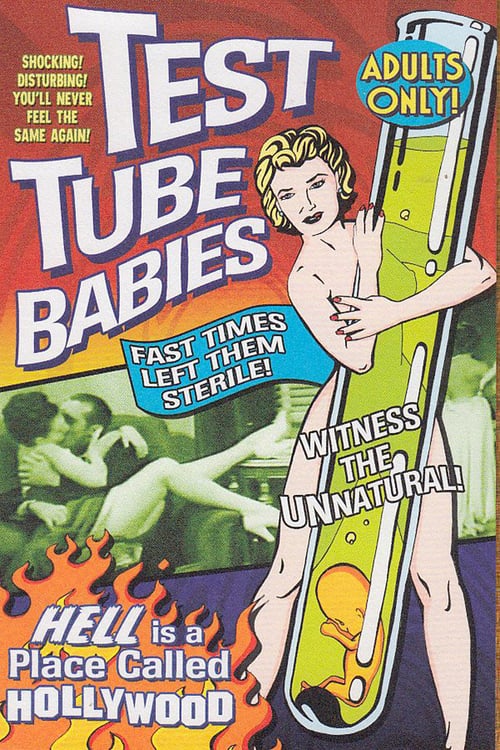 SHOCKING!
DISTURBING!
YOU'LL NEVER
FEEL THE
SAME AGAIN!
TEST
TUBE
BABIES
ADULTS
ONLY!
FAST TIMES
LEFT THEM
STERILE!
WITNESS
THE
UNNATURAL!
HELL is a
Place Called
HOLLYWOOD